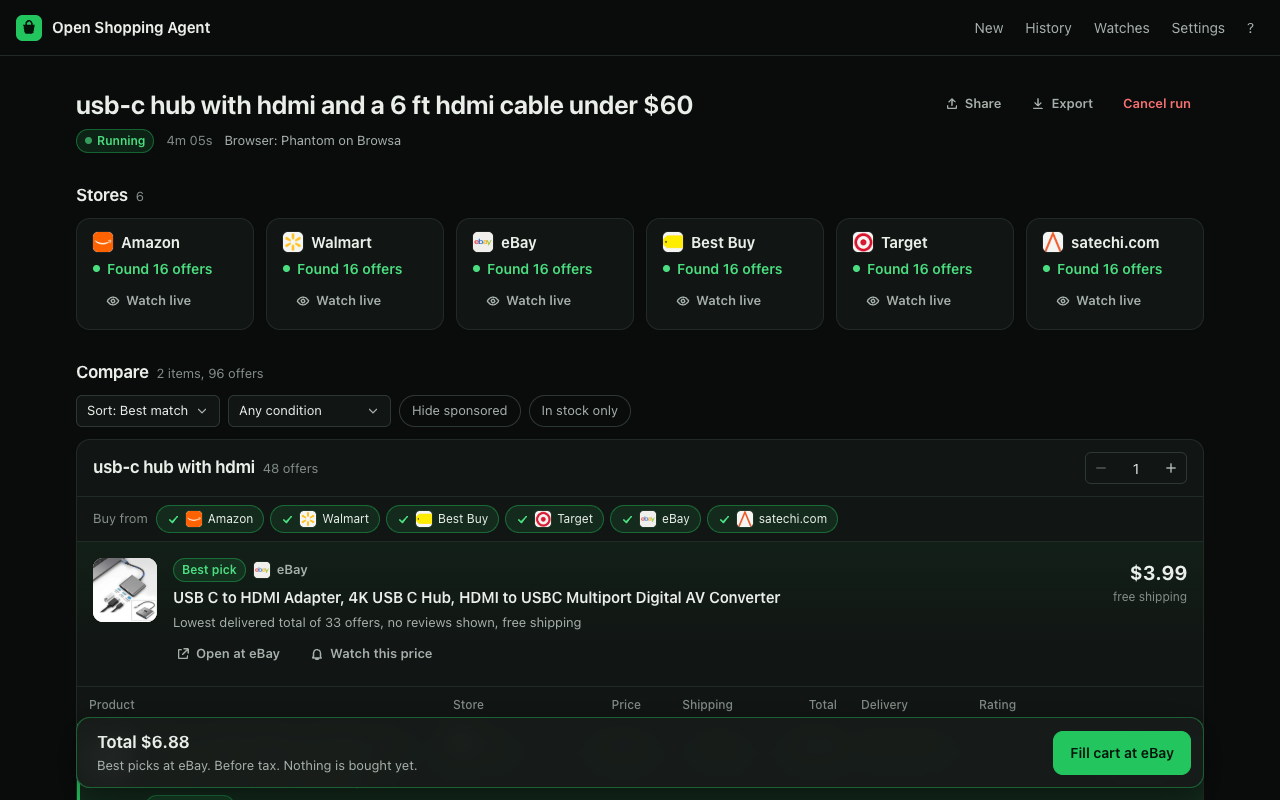 Open Shopping Agent
New History Watches Settings ?
usb-c hub with hdmi and a 6 ft hdmi cable under $60
Share Export Cancel run
Running 4m 05s Browser: Phantom on Browsa
Stores 6
Amazon
Found 16 offers
Watch live
Walmart
Found 16 offers
Watch live
ebay eBay
Found 16 offers
Watch live
Best Buy
Found 16 offers
Watch live
Target
Found 16 offers
Watch live
satechi.com
Found 16 offers
Watch live
Compare 2 items, 96 offers
Sort: Best match Any condition Hide sponsored In stock only
usb-c hub with hdmi 48 offers
− 1 +
Buy from Amazon Walmart Best Buy Target ebay eBay satechi.com
Best pick ebay eBay
$3.99
free shipping
USB C to HDMI Adapter, 4K USB C Hub, HDMI to USBC Multiport Digital AV Converter
Lowest delivered total of 33 offers, no reviews shown, free shipping
Open at eBay Watch this price
Product Store Price Shipping Total Delivery Rating
Total $6.88
Best picks at eBay. Before tax. Nothing is bought yet.
Fill cart at eBay